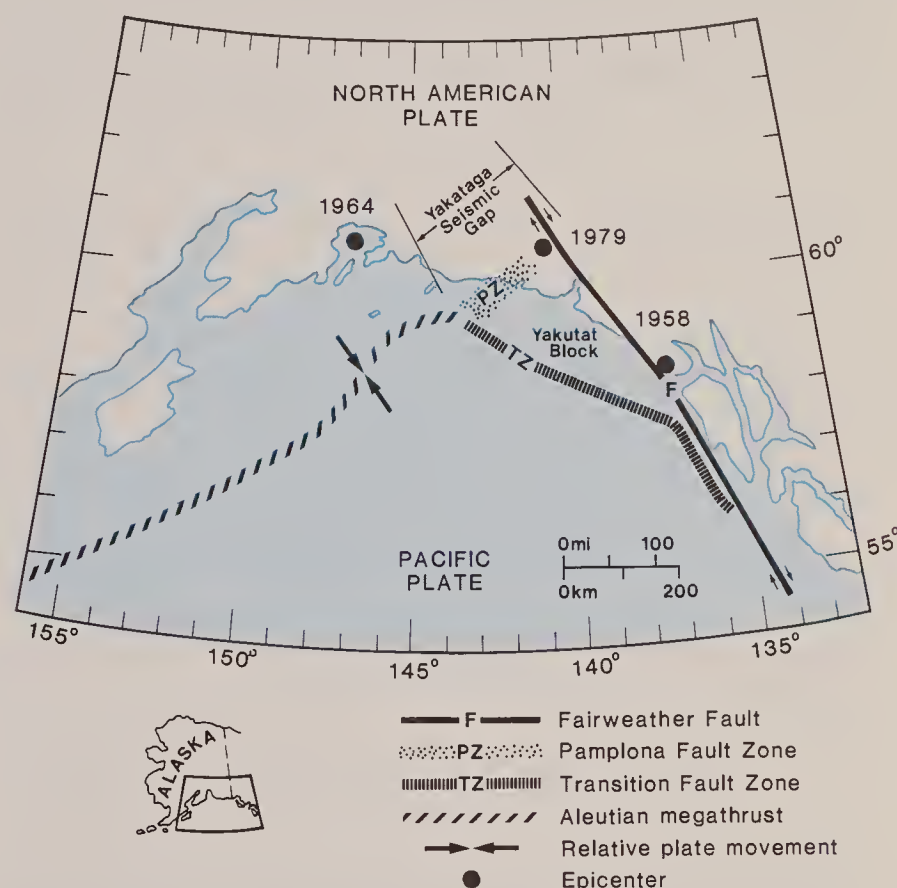 NORTH AMERICAN
PLATE
Yakataga
Seismic
Gap
1964
1979
60°
PZ
1958
Yakutat
Block
TZ
F
PACIFIC
PLATE
0mi 100
0km 200
55°
155°
150°
145°
140°
135°
ALASKA
F Fairweather Fault
PZ Pamplona Fault Zone
TZ Transition Fault Zone
Aleutian megathrust
Relative plate movement
Epicenter